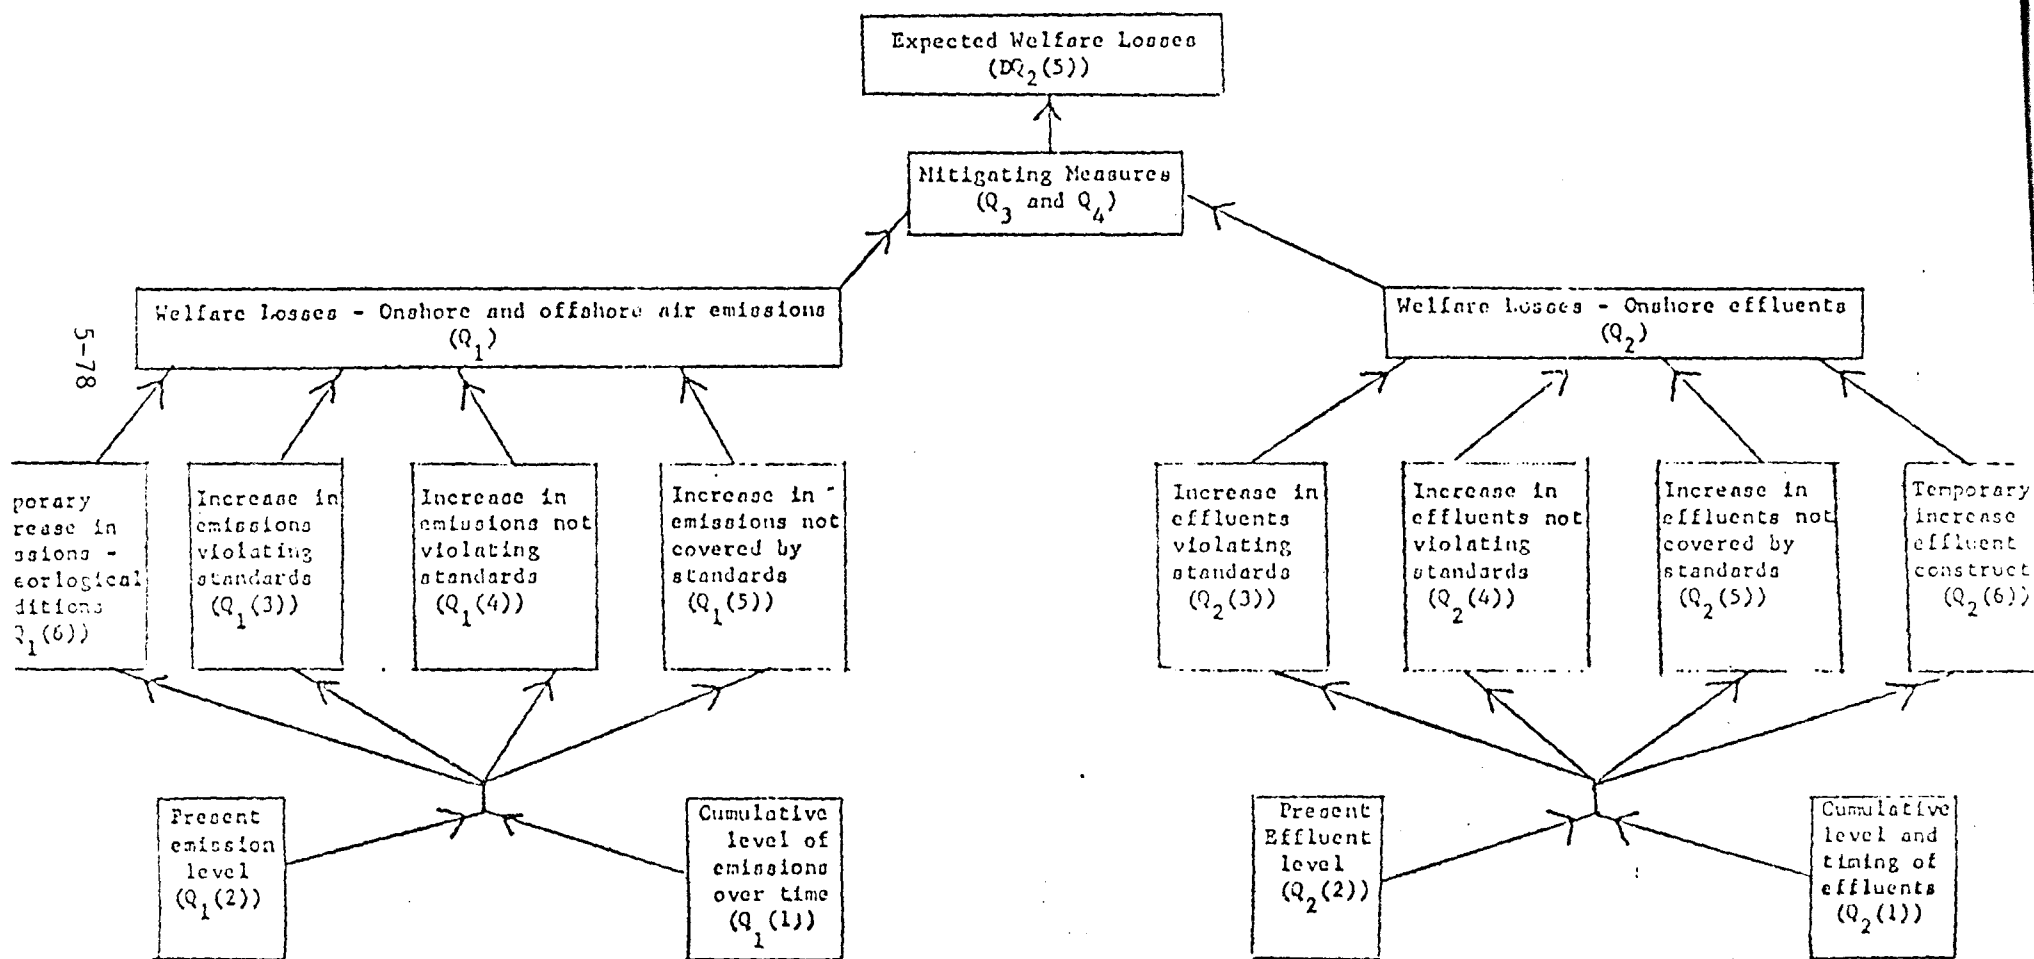 Expected Welfare Losses
(DQ2(5))
Mitigating Measures
(Q3 and Q4)
Welfare Losses - Onshore and offshore air emissions
(Q1)
Welfare Losses - Onshore effluents
(Q2)
5-78
porary
rease in
ssions -
eorlogical
ditions
Q1(6))
Increase in
emissions
violating
standards
(Q1(3))
Increase in
emissions not
violating
standards
(Q1(4))
Increase in
emissions not
covered by
standards
(Q1(5))
Increase in
effluents
violating
standards
(Q2(3))
Increase in
effluents not
violating
standards
(Q2(4))
Increase in
effluents not
covered by
standards
(Q2(5))
Temporary
increase
effluent
construct
(Q2(6))
Present
emission
level
(Q1(2))
Cumulative
level of
emissions
over time
(Q1(1))
Present
Effluent
level
(Q2(2))
Cumulative
level and
timing of
effluents
(Q2(1))